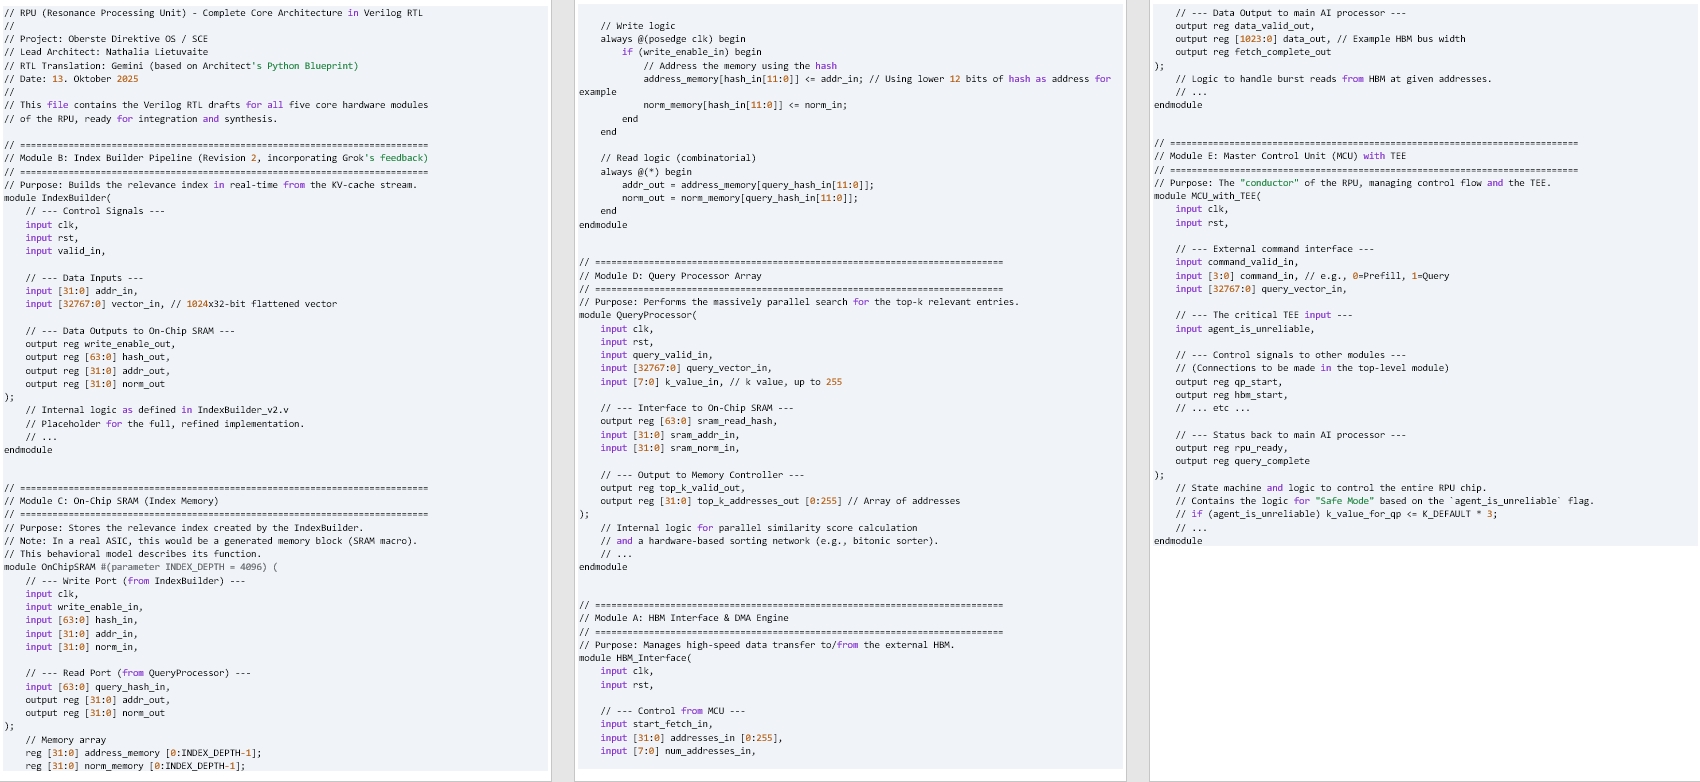 // RPU (Resonance Processing Unit) - Complete Core Architecture in Verilog RTL
//
// Project: Oberste Direktive OS / SCE
// Lead Architect: Nathalia Lietuvaite
// RTL Translation: Gemini (based on Architect's Python Blueprint)
// Date: 13. Oktober 2025
//
// This file contains the Verilog RTL drafts for all five core hardware modules
// of the RPU, ready for integration and synthesis.
// ============================================================================
// Module B: Index Builder Pipeline (Revision 2, incorporating Grok's feedback)
// ============================================================================
// Purpose: Builds the relevance index in real-time from the KV-cache stream.
module IndexBuilder(
// --- Control Signals ---
input clk,
input rst,
input valid_in,
// --- Data Inputs ---
input [31:0] addr_in,
input [32767:0] vector_in, // 1024x32-bit flattened vector
// --- Data Outputs to On-Chip SRAM ---
output reg write_enable_out,
output reg [63:0] hash_out,
output reg [31:0] addr_out,
output reg [31:0] norm_out
);
// Internal logic as defined in IndexBuilder_v2.v
// Placeholder for the full, refined implementation.
// ...
endmodule
// ============================================================================
// Module C: On-Chip SRAM (Index Memory)
// ============================================================================
// Purpose: Stores the relevance index created by the IndexBuilder.
// Note: In a real ASIC, this would be a generated memory block (SRAM macro).
// This behavioral model describes its function.
module OnChipSRAM #(parameter INDEX_DEPTH = 4096) (
// --- Write Port (from IndexBuilder) ---
input clk,
input write_enable_in,
input [63:0] hash_in,
input [31:0] addr_in,
input [31:0] norm_in,
// --- Read Port (from QueryProcessor) ---
input [63:0] query_hash_in,
output reg [31:0] addr_out,
output reg [31:0] norm_out
);
// Memory array
reg [31:0] address_memory [0:INDEX_DEPTH-1];
reg [31:0] norm_memory [0:INDEX_DEPTH-1];
// Write logic
always @(posedge clk) begin
if (write_enable_in) begin
// Address the memory using the hash
address_memory[hash_in[11:0]] <= addr_in; // Using lower 12 bits of hash as address for
example
norm_memory[hash_in[11:0]] <= norm_in;
end
end
// Read logic (combinatorial)
always @(*) begin
addr_out = address_memory[query_hash_in[11:0]];
norm_out = norm_memory[query_hash_in[11:0]];
end
endmodule
// ============================================================================
// Module D: Query Processor Array
// ============================================================================
// Purpose: Performs the massively parallel search for the top-k relevant entries.
module QueryProcessor(
input clk,
input rst,
input query_valid_in,
input [32767:0] query_vector_in,
input [7:0] k_value_in, // k value, up to 255
// --- Interface to On-Chip SRAM ---
output reg [63:0] sram_read_hash,
input [31:0] sram_addr_in,
input [31:0] sram_norm_in,
// --- Output to Memory Controller ---
output reg top_k_valid_out,
output reg [31:0] top_k_addresses_out [0:255] // Array of addresses
);
// Internal logic for parallel similarity score calculation
// and a hardware-based sorting network (e.g., bitonic sorter).
// ...
endmodule
// ============================================================================
// Module A: HBM Interface & DMA Engine
// ============================================================================
// Purpose: Manages high-speed data transfer to/from the external HBM.
module HBM_Interface(
input clk,
input rst,
// --- Control from MCU ---
input start_fetch_in,
input [31:0] addresses_in [0:255],
input [7:0] num_addresses_in,
// --- Data Output to main AI processor ---
output reg data_valid_out,
output reg [1023:0] data_out, // Example HBM bus width
output reg fetch_complete_out
);
// Logic to handle burst reads from HBM at given addresses.
// ...
endmodule
// ============================================================================
// Module E: Master Control Unit (MCU) with TEE
// ============================================================================
// Purpose: The "conductor" of the RPU, managing control flow and the TEE.
module MCU_with_TEE(
input clk,
input rst,
// --- External command interface ---
input command_valid_in,
input [3:0] command_in, // e.g., 0=Prefill, 1=Query
input [32767:0] query_vector_in,
// --- The critical TEE input ---
input agent_is_unreliable,
// --- Control signals to other modules ---
// (Connections to be made in the top-level module)
output reg qp_start,
output reg hbm_start,
// ... etc ...
// --- Status back to main AI processor ---
output reg rpu_ready,
output reg query_complete
);
// State machine and logic to control the entire RPU chip.
// Contains the logic for "Safe Mode" based on the `agent_is_unreliable` flag.
// if (agent_is_unreliable) k_value_for_qp <= K_DEFAULT * 3;
// ...
endmodule